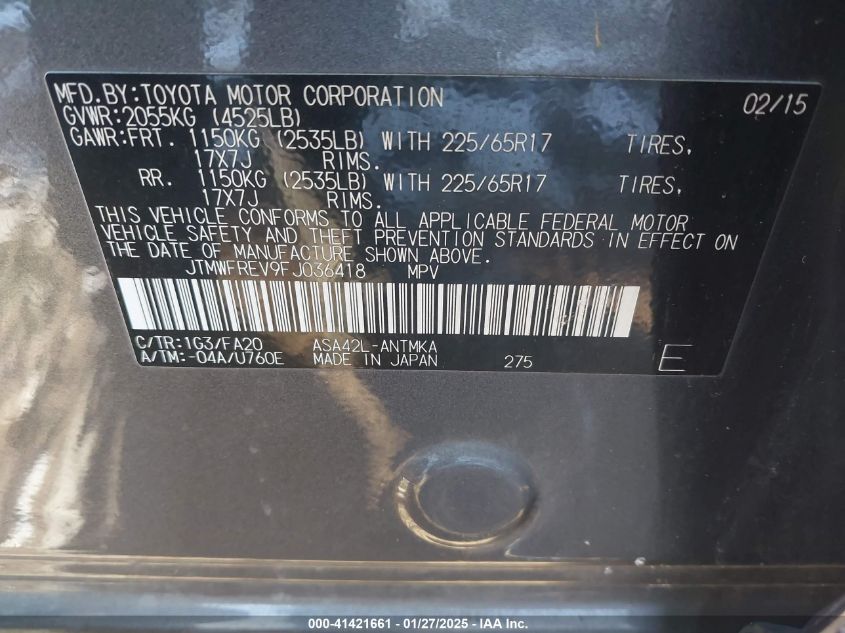 MFD.BY:TOYOTA MOTOR CORPORATION 02/15
GVWR:2055KG (4525LB)
GAWR:FRT. 1150KG (2535LB) WITH 225/65R17 TIRES,
17X7J RIMS.
RR. 1150KG (2535LB) WITH 225/65R17 TIRES,
17X7J RIMS.
THIS VEHICLE CONFORMS TO ALL APPLICABLE FEDERAL MOTOR
VEHICLE SAFETY AND THEFT PREVENTION STANDARDS IN EFFECT ON
THE DATE OF MANUFACTURE SHOWN ABOVE.
JTMWFREV9FJ036418 MPV
C/TR:1G3/FA20 ASA42L-ANTMKA
A/TM:-04A/U760E MADE IN JAPAN 275 E
000-41421661 - 01/27/2025 - IAA Inc.